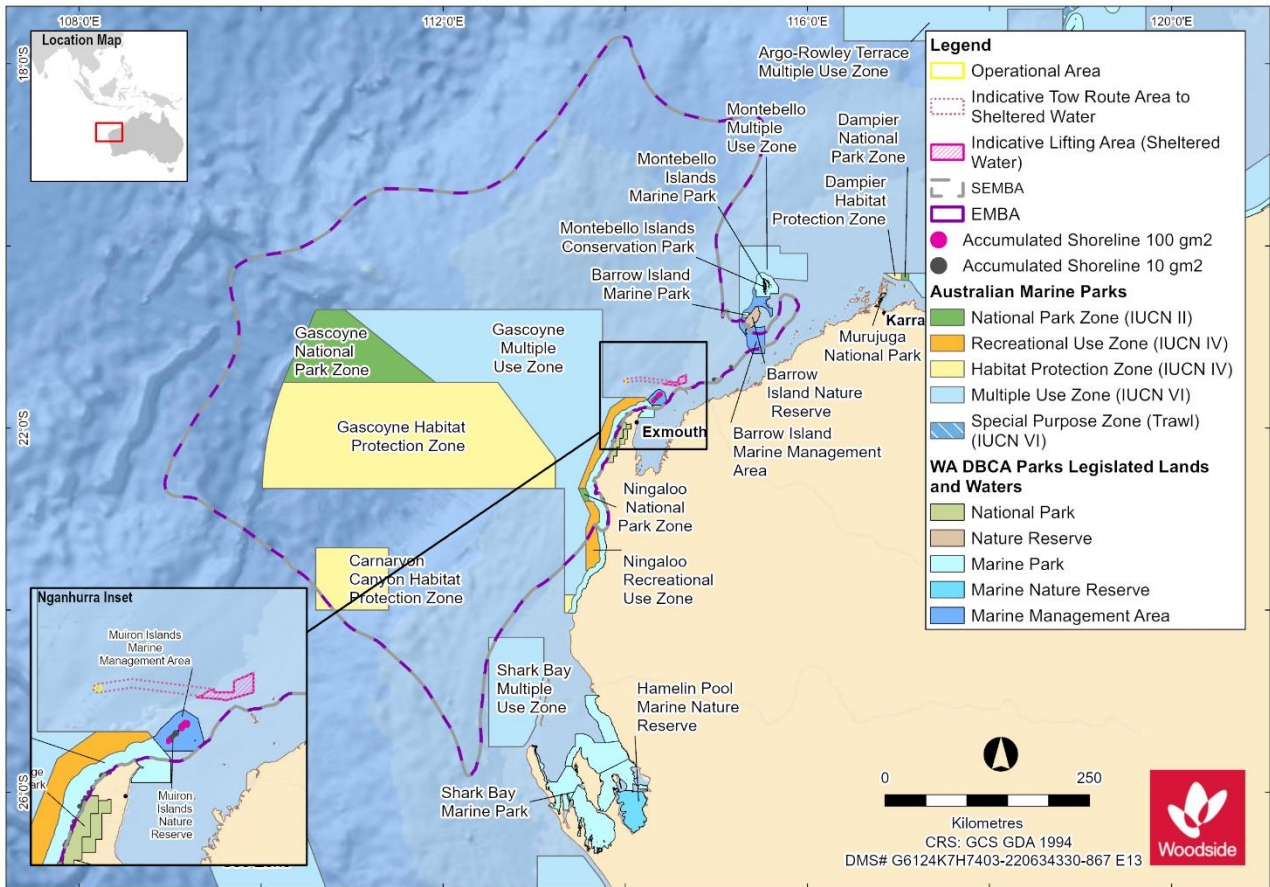 108°0'E
112°0'E
116°0'E
120°0'E
18°0'S
18°0'S
22°0'S
22°0'S
26°0'S
26°0'S
Location Map
Argo-Rowley Terrace
Multiple Use Zone
Montebello
Multiple
Use Zone
Dampier
National
Park Zone
Montebello
Islands
Marine Park
Dampier
Habitat
Protection Zone
Montebello Islands
Conservation Park
Barrow Island
Marine Park
Karra
Murujuga
National Park
Gascoyne
National
Park Zone
Gascoyne
Multiple
Use Zone
Barrow
Island Nature
Reserve
Gascoyne Habitat
Protection Zone
Exmouth
Barrow Island
Marine Management
Area
Ningaloo
National
Park Zone
Carnarvon
Canyon Habitat
Protection Zone
Ningaloo
Recreational
Use Zone
Shark Bay
Multiple
Use Zone
Hamelin Pool
Marine Nature
Reserve
Shark Bay
Marine Park
Nganhurra Inset
Muiron Islands
Marine
Management Area
ge
ark
Muiron
Islands
Nature
Reserve
Legend
Operational Area
Indicative Tow Route Area to
Sheltered Water
Indicative Lifting Area (Sheltered
Water)
SEMBA
EMBA
Accumulated Shoreline 100 gm2
Accumulated Shoreline 10 gm2
Australian Marine Parks
National Park Zone (IUCN II)
Recreational Use Zone (IUCN IV)
Habitat Protection Zone (IUCN IV)
Multiple Use Zone (IUCN VI)
Special Purpose Zone (Trawl)
(IUCN VI)
WA DBCA Parks Legislated Lands
and Waters
National Park
Nature Reserve
Marine Park
Marine Nature Reserve
Marine Management Area
0
250
Kilometres
CRS: GCS GDA 1994
DMS# G6124K7H7403-220634330-867 E13
Woodside